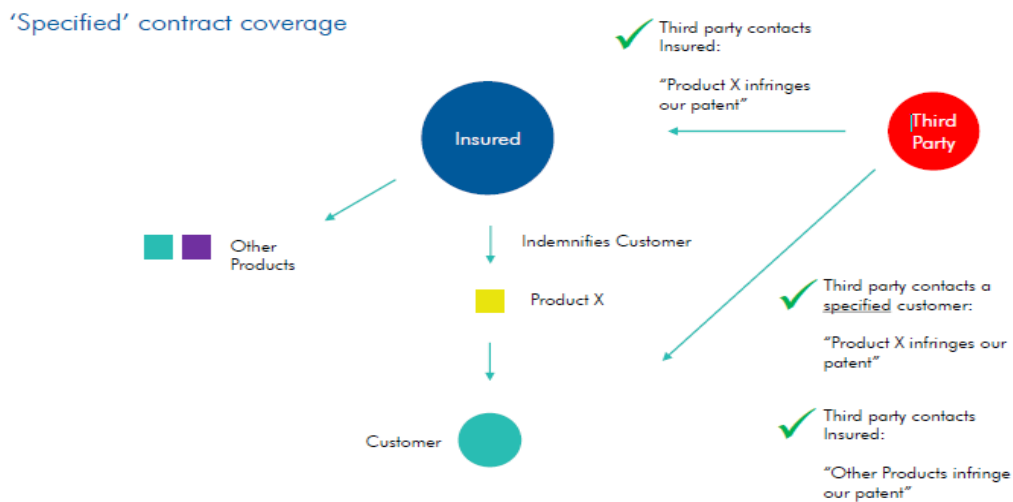 ‘Specified’ contract coverage
Third party contacts
Insured:
“Product X infringes
our patent”
Insured
Third
Party
Other
Products
Indemnifies Customer
Product X
Third party contacts a
specified customer:
“Product X infringes our
patent”
Customer
Third party contacts
Insured:
“Other Products infringe
our patent”